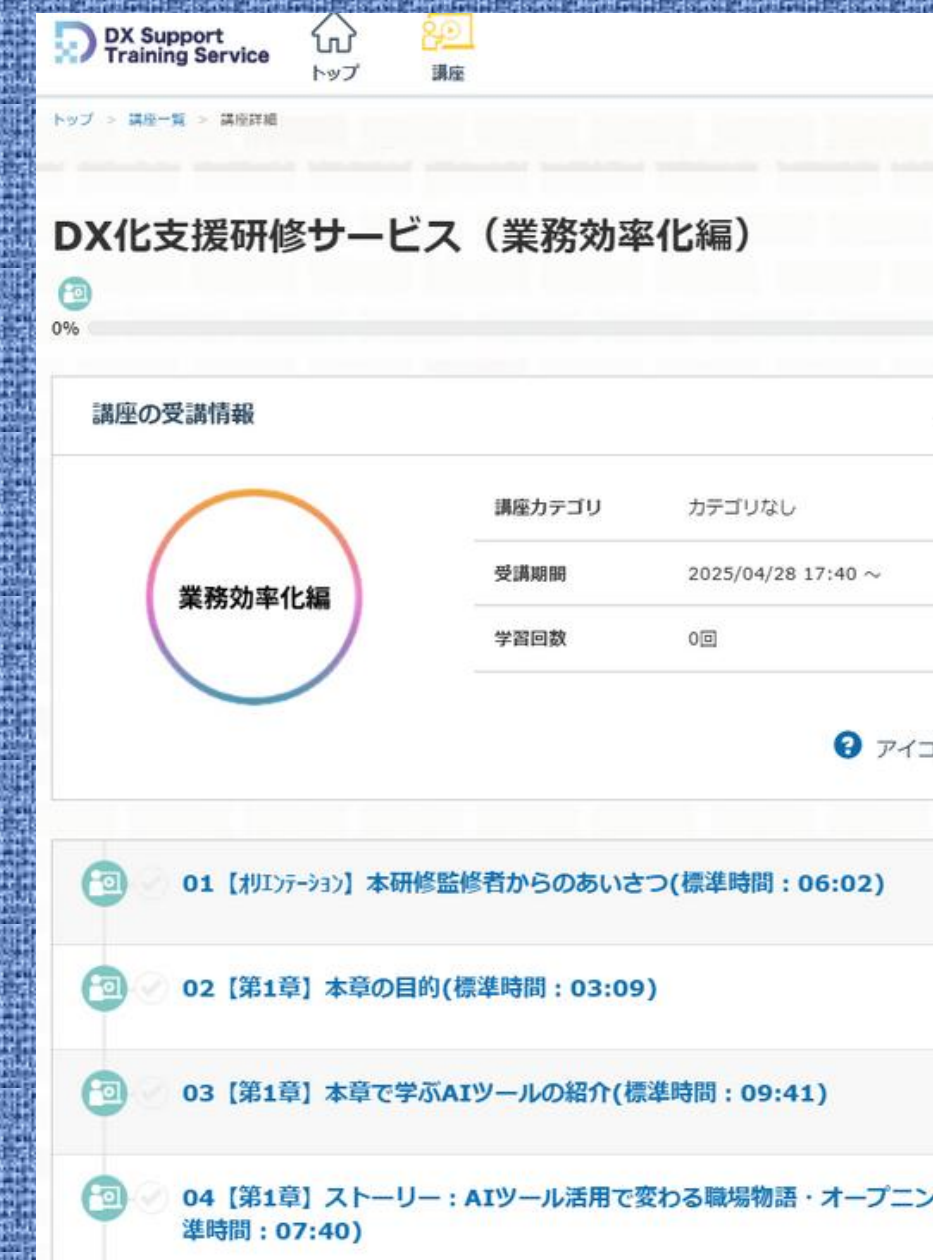 DX Support
Training Service
トップ
講座
トップ > 講座一覧 > 講座詳細
DX化支援研修サービス（業務効率化編）
0%
講座の受講情報
業務効率化編
講座カテゴリ カテゴリなし
受講期間 2025/04/28 17:40 ～
学習回数 0回
アイコ
01【ｵﾘｴﾝﾃｰｼｮﾝ】本研修監修者からのあいさつ(標準時間：06:02)
02【第1章】本章の目的(標準時間：03:09)
03【第1章】本章で学ぶAIツールの紹介(標準時間：09:41)
04【第1章】ストーリー：AIツール活用で変わる職場物語・オープニン
準時間：07:40)